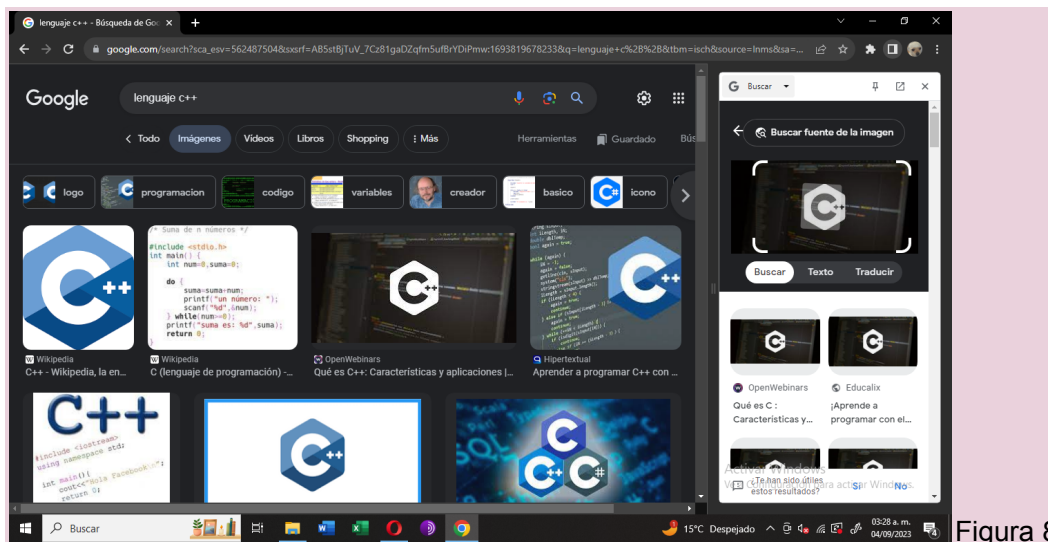 lenguaje c++ - Búsqueda de Goo
google.com/search?sca_esv=562487504&sxsrf=AB5stBjTuV_7Cz81gaDZqfm5ufBrYDiPmw:1693819678233&q=lenguaje+c%2B%2B&tbm=isch&source=lnms&sa=...
Google
lenguaje c++
Todo Imágenes Videos Libros Shopping Más Herramientas Guardado Bús
logo programacion codigo variables creador basico icono
C++
/* Suma de n números */
#include <stdio.h>
int main() {
int num=0,suma=0;
do {
suma=suma+num;
printf("un número: ");
scanf("%d",&num);
} while(num>=0);
printf("suma es: %d",suma);
return 0;
}
C++
C++
Wikipedia
C++ - Wikipedia, la en...
Wikipedia
C (lenguaje de programación) -...
OpenWebinars
Qué es C++: Características y aplicaciones |...
Hipertextual
Aprender a programar C++ con ...
C++
#include <iostream>
using namespace std;
int main(){
cout<<"Hola Facebook\n";
return 0;
C++
SQL
C
C++
C#
G Buscar
Buscar fuente de la imagen
C++
Buscar Texto Traducir
OpenWebinars
Qué es C :
Características y...
Educalix
¡Aprende a
programar con el...
Activar Windows
¿Te han sido útiles
estos resultados?
Sí No
Buscar
15°C Despejado
03:28 a. m.
04/09/2023
Figura 8